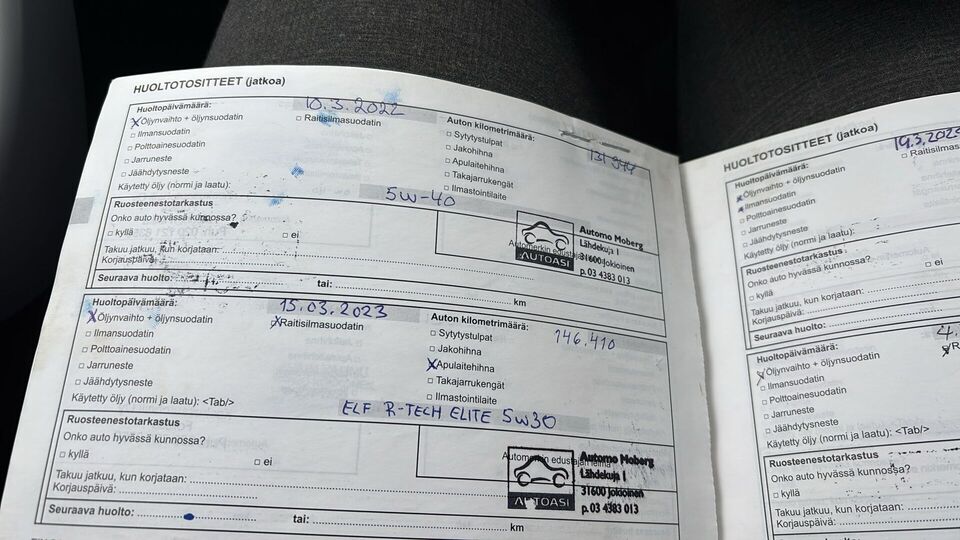 HUOLTOTOSITTEET (jatkoa)
Huoltopäivämäärä: 10.3.2022
Auton kilometrimäärä: 131 944
X Öljynvaihto + öljynsuodatin
□ Raitisilmasuodatin
□ Sytytystulpat
□ Ilmansuodatin
□ Jakohihna
□ Polttoainesuodatin
□ Apulaitehihna
□ Jarruneste
□ Takajarrukengät
□ Jäähdytysneste
□ Ilmastointilaite
Käytetty öljy (normi ja laatu): 5W-40
Ruosteenestotarkastus
Onko auto hyvässä kunnossa?
□ kyllä □ ei
Takuu jatkuu, kun korjataan:
Korjauspäivä:
Automerkin edustajan
AUTOASI
Automo Moberg
Lähdekuja 1
31600 Jokioinen
p. 03 4383 013
Seuraava huolto: tai: km
Huoltopäivämäärä: 15.03.2023
Auton kilometrimäärä: 146.410
X Öljynvaihto + öljynsuodatin
X Raitisilmasuodatin
□ Sytytystulpat
□ Ilmansuodatin
□ Jakohihna
□ Polttoainesuodatin
X Apulaitehihna
□ Jarruneste
□ Takajarrukengät
□ Jäähdytysneste
□ Ilmastointilaite
Käytetty öljy (normi ja laatu): <Tab/> ELF R-TECH ELITE 5W30
Ruosteenestotarkastus
Onko auto hyvässä kunnossa?
□ kyllä □ ei
Takuu jatkuu, kun korjataan:
Korjauspäivä:
Automerkin edustajan leima
AUTOASI
Automo Moberg
Lähdekuja 1
31600 Jokioinen
p. 03 4383 013
Seuraava huolto: tai: km
HUOLTOTOSITTEET (jatkoa)
Huoltopäivämäärä: 19.3.202
X Öljynvaihto + öljynsuodatin
□ Raitisilmas
X Ilmansuodatin
□ Polttoainesuodatin
□ Jarruneste
□ Jäähdytysneste
Käytetty öljy (normi ja laatu):
Ruosteenestotarkastus
Onko auto hyvässä kunnossa?
□ kyllä □ ei
Takuu jatkuu, kun korjataan:
Korjauspäivä:
Seuraava huolto:
Huoltopäivämäärä: 4.
X Öljynvaihto + öljynsuodatin
X R
□ Ilmansuodatin
□ Polttoainesuodatin
□ Jarruneste
□ Jäähdytysneste
Käytetty öljy (normi ja laatu): <Tab/>
Ruosteenestotarkastus
Onko auto hyvässä kunnossa?
□ kyllä
Takuu jatkuu, kun korjataan:
Korjauspäivä: